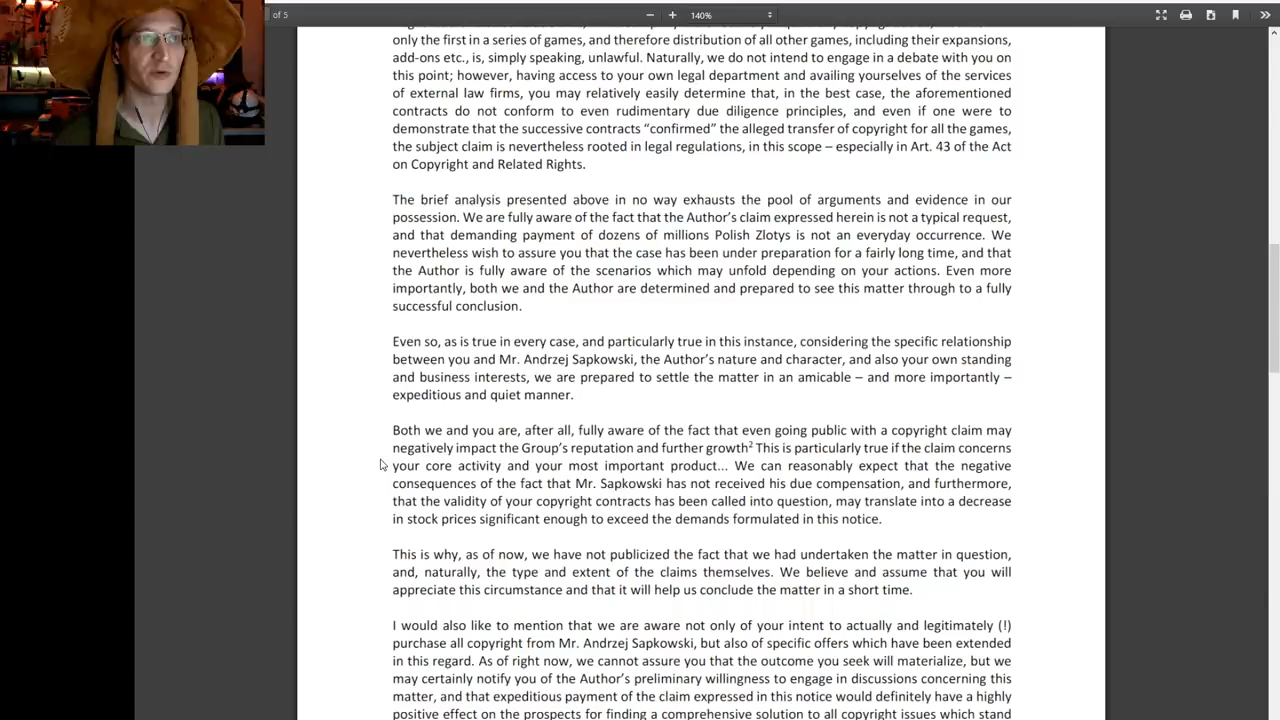 of 5
140%
only the first in a series of games, and therefore distribution of all other games, including their expansions,
add-ons etc., is, simply speaking, unlawful. Naturally, we do not intend to engage in a debate with you on
this point; however, having access to your own legal department and availing yourselves of the services
of external law firms, you may relatively easily determine that, in the best case, the aforementioned
contracts do not conform to even rudimentary due diligence principles, and even if one were to
demonstrate that the successive contracts “confirmed” the alleged transfer of copyright for all the games,
the subject claim is nevertheless rooted in legal regulations, in this scope – especially in Art. 43 of the Act
on Copyright and Related Rights.
The brief analysis presented above in no way exhausts the pool of arguments and evidence in our
possession. We are fully aware of the fact that the Author’s claim expressed herein is not a typical request,
and that demanding payment of dozens of millions Polish Zlotys is not an everyday occurrence. We
nevertheless wish to assure you that the case has been under preparation for a fairly long time, and that
the Author is fully aware of the scenarios which may unfold depending on your actions. Even more
importantly, both we and the Author are determined and prepared to see this matter through to a fully
successful conclusion.
Even so, as is true in every case, and particularly true in this instance, considering the specific relationship
between you and Mr. Andrzej Sapkowski, the Author’s nature and character, and also your own standing
and business interests, we are prepared to settle the matter in an amicable – and more importantly –
expeditious and quiet manner.
Both we and you are, after all, fully aware of the fact that even going public with a copyright claim may
negatively impact the Group’s reputation and further growth² This is particularly true if the claim concerns
your core activity and your most important product... We can reasonably expect that the negative
consequences of the fact that Mr. Sapkowski has not received his due compensation, and furthermore,
that the validity of your copyright contracts has been called into question, may translate into a decrease
in stock prices significant enough to exceed the demands formulated in this notice.
This is why, as of now, we have not publicized the fact that we had undertaken the matter in question,
and, naturally, the type and extent of the claims themselves. We believe and assume that you will
appreciate this circumstance and that it will help us conclude the matter in a short time.
I would also like to mention that we are aware not only of your intent to actually and legitimately (!)
purchase all copyright from Mr. Andrzej Sapkowski, but also of specific offers which have been extended
in this regard. As of right now, we cannot assure you that the outcome you seek will materialize, but we
may certainly notify you of the Author’s preliminary willingness to engage in discussions concerning this
matter, and that expeditious payment of the claim expressed in this notice would definitely have a highly
positive effect on the prospects for finding a comprehensive solution to all copyright issues which stand